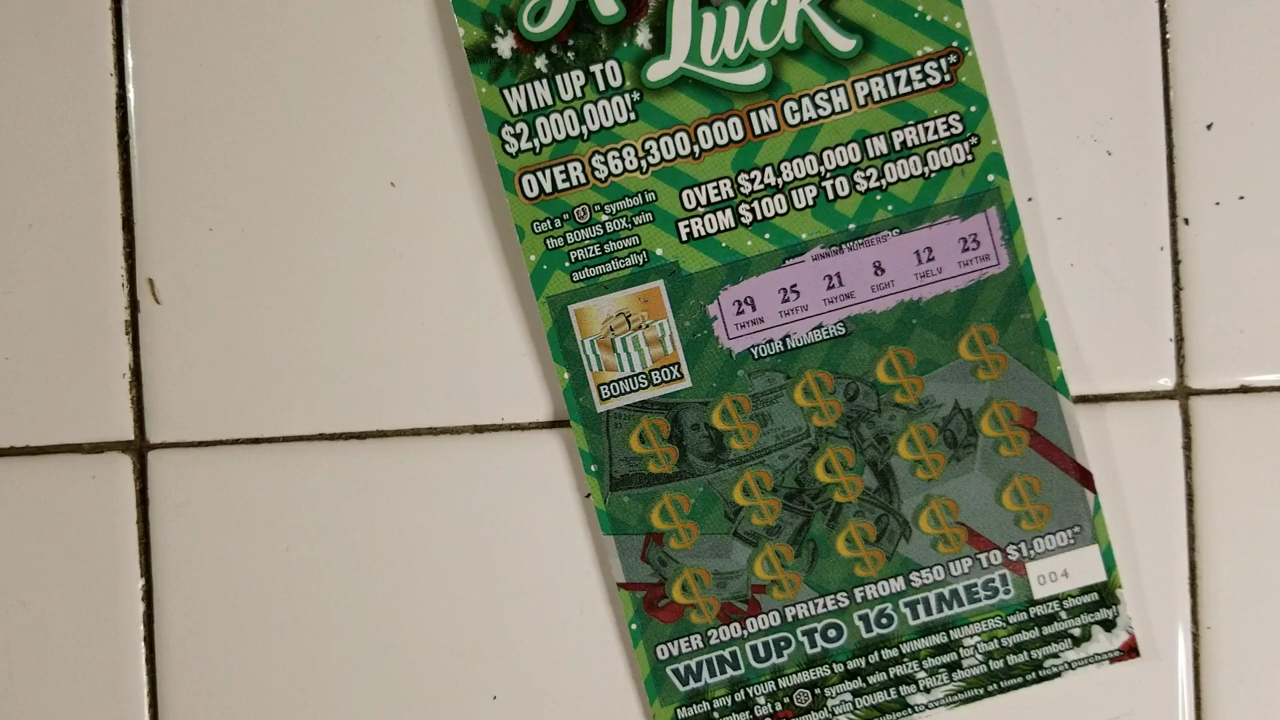 Luck
WIN UP TO
$2,000,000!*
OVER $68,300,000 IN CASH PRIZES!*
OVER $24,800,000 IN PRIZES
FROM $100 UP TO $2,000,000!*
Get a " " symbol in
the BONUS BOX, win
PRIZE shown
automatically!
WINNING NUMBERS
29 25 21 8 12 23
THYNIN THYFIV THYONE EIGHT THELV THYTHR
YOUR NUMBERS
BONUS BOX
$ $ $ $ $
$ $ $ $ $
$ $ $ $ $
OVER 200,000 PRIZES FROM $50 UP TO $1,000!*
WIN UP TO 16 TIMES!
004
Match any of YOUR NUMBERS to any of the WINNING NUMBERS, win PRIZE shown
Get a " " symbol, win PRIZE shown for that symbol automatically!
symbol, win DOUBLE the PRIZE shown for that symbol!
subject to availability at time of ticket purchase.